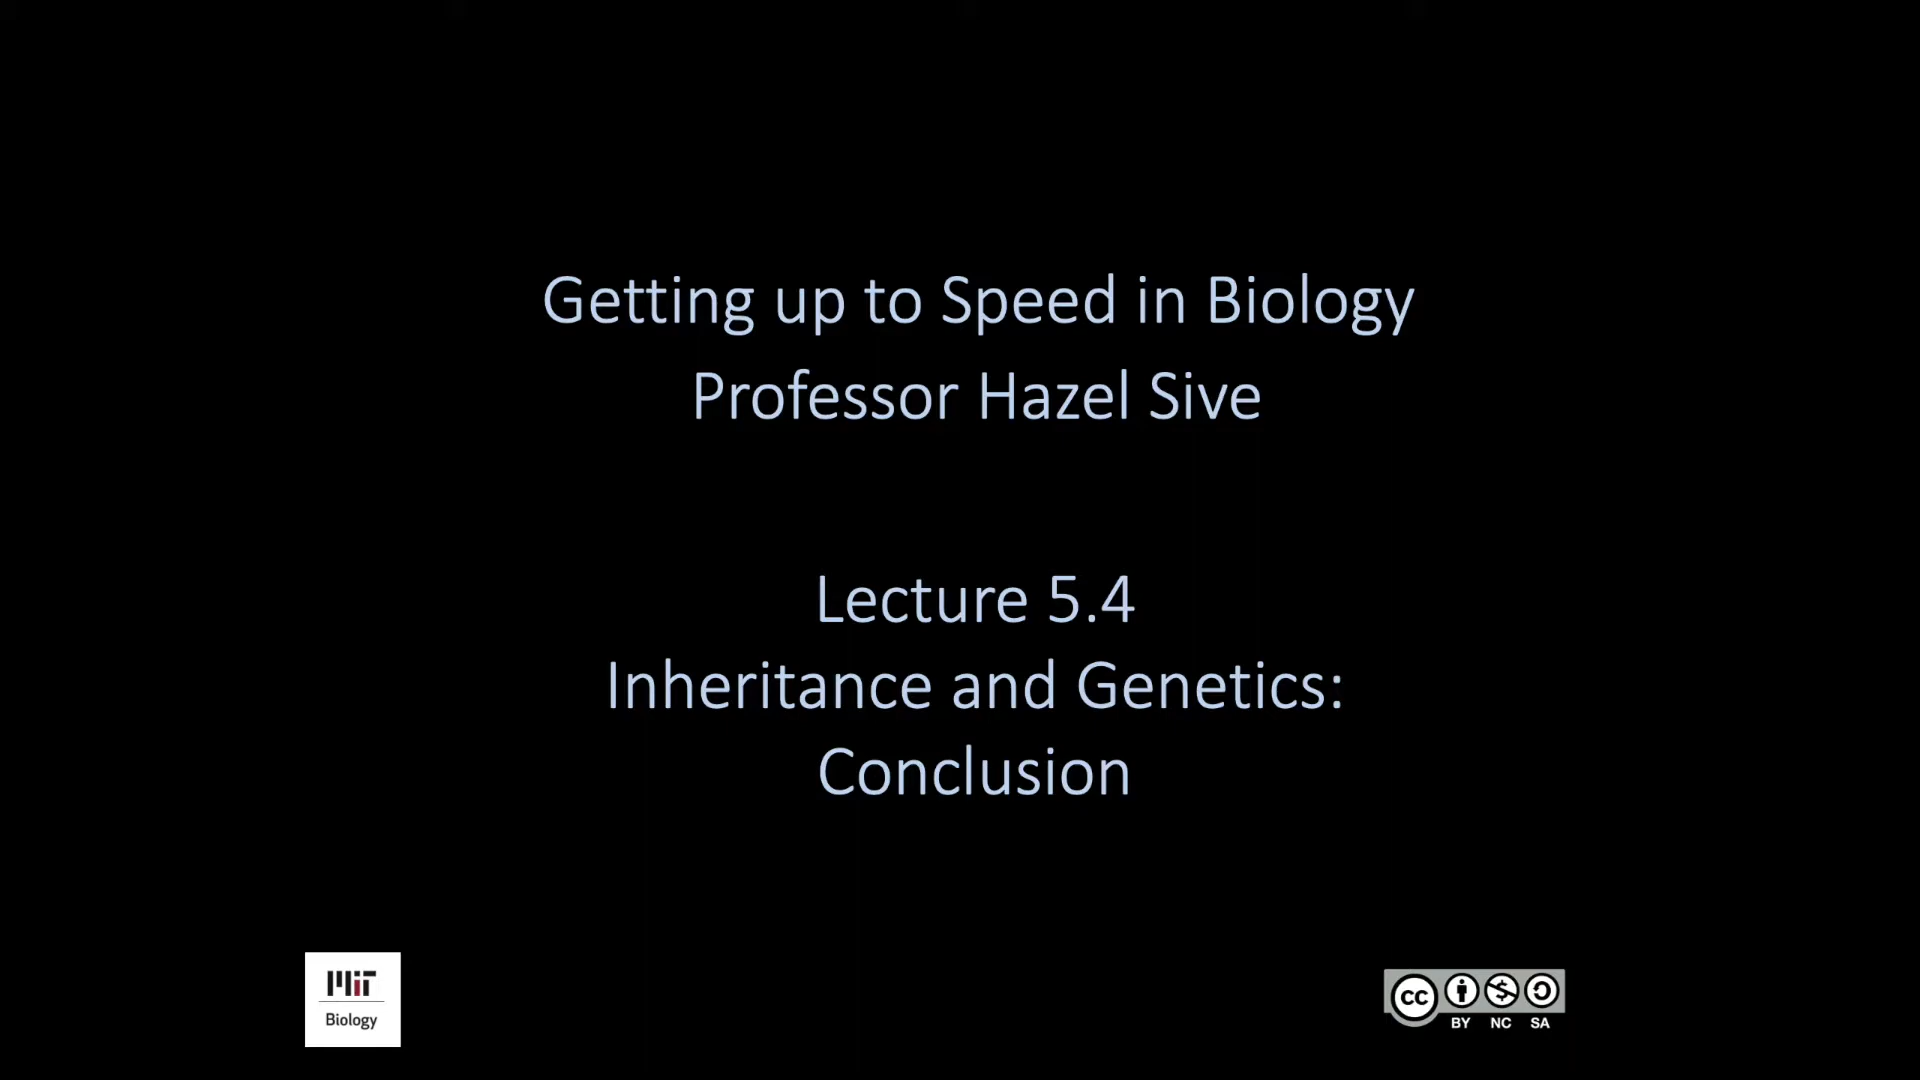 Getting up to Speed in Biology
Professor Hazel Sive
Lecture 5.4
Inheritance and Genetics:
Conclusion
MIT
Biology
cc
BY NC SA